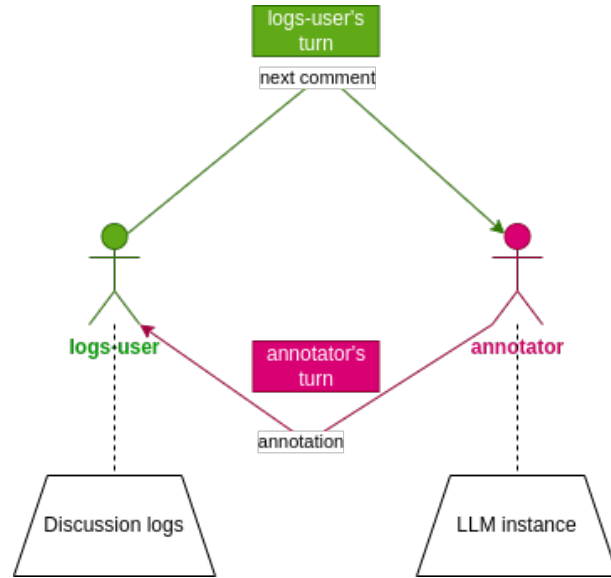 logs-user's
turn
next comment
logs-user
annotator
annotator's
turn
annotation
Discussion logs
LLM instance